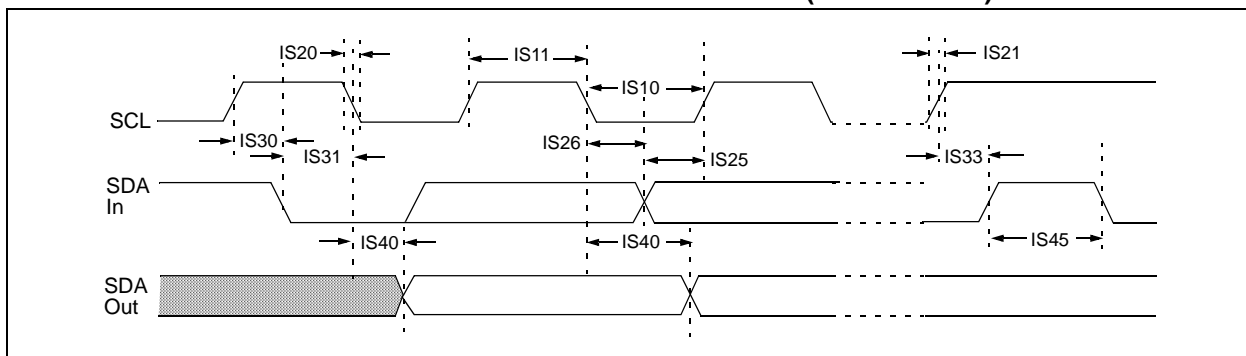 IS20
IS11
IS21
IS10
SCL
IS30
IS26
IS31
IS25
IS33
SDA
In
IS40
IS40
IS45
SDA
Out